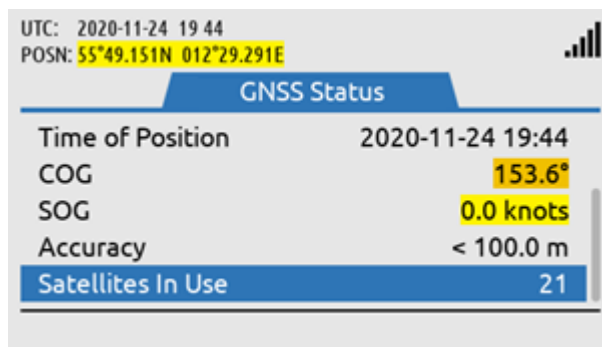 UTC: 2020-11-24 19 44
POSN: 55°49.151N 012°29.291E
GNSS Status
Time of Position 2020-11-24 19:44
COG 153.6°
SOG 0.0 knots
Accuracy < 100.0 m
Satellites In Use 21